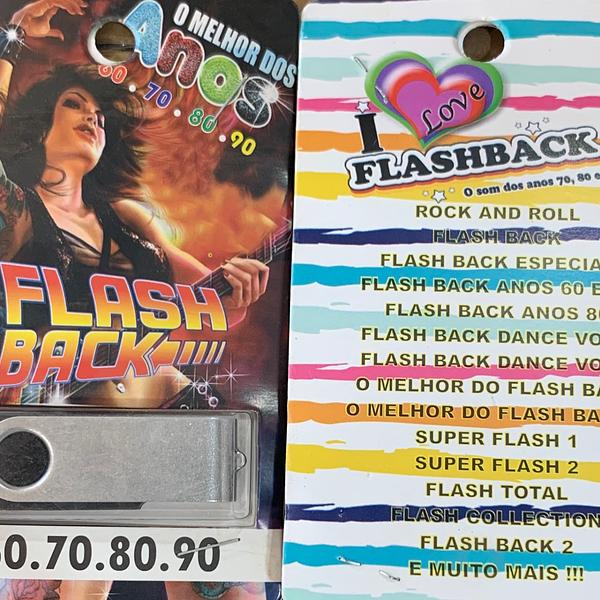 O MELHOR DOS
Anos
60 . 70 . 80 . 90
FLASH
BACK
0.70.80.90
I Love
FLASHBACK
O som dos anos 70, 80 e
ROCK AND ROLL
FLASH BACK
FLASH BACK ESPECIA
FLASH BACK ANOS 60 E
FLASH BACK ANOS 80
FLASH BACK DANCE VO
FLASH BACK DANCE VO
O MELHOR DO FLASH BA
O MELHOR DO FLASH BA
SUPER FLASH 1
SUPER FLASH 2
FLASH TOTAL
FLASH COLLECTION
FLASH BACK 2
E MUITO MAIS !!!